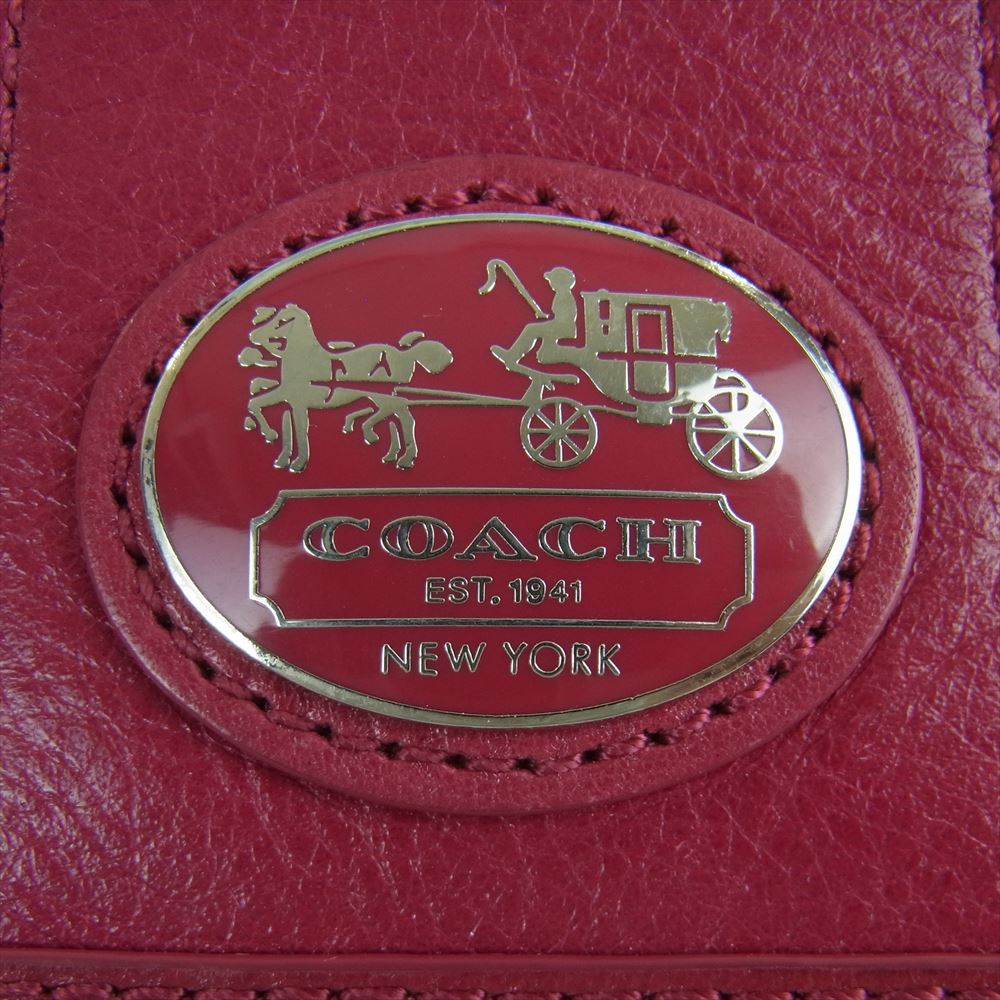 COACH
EST. 1941
NEW YORK